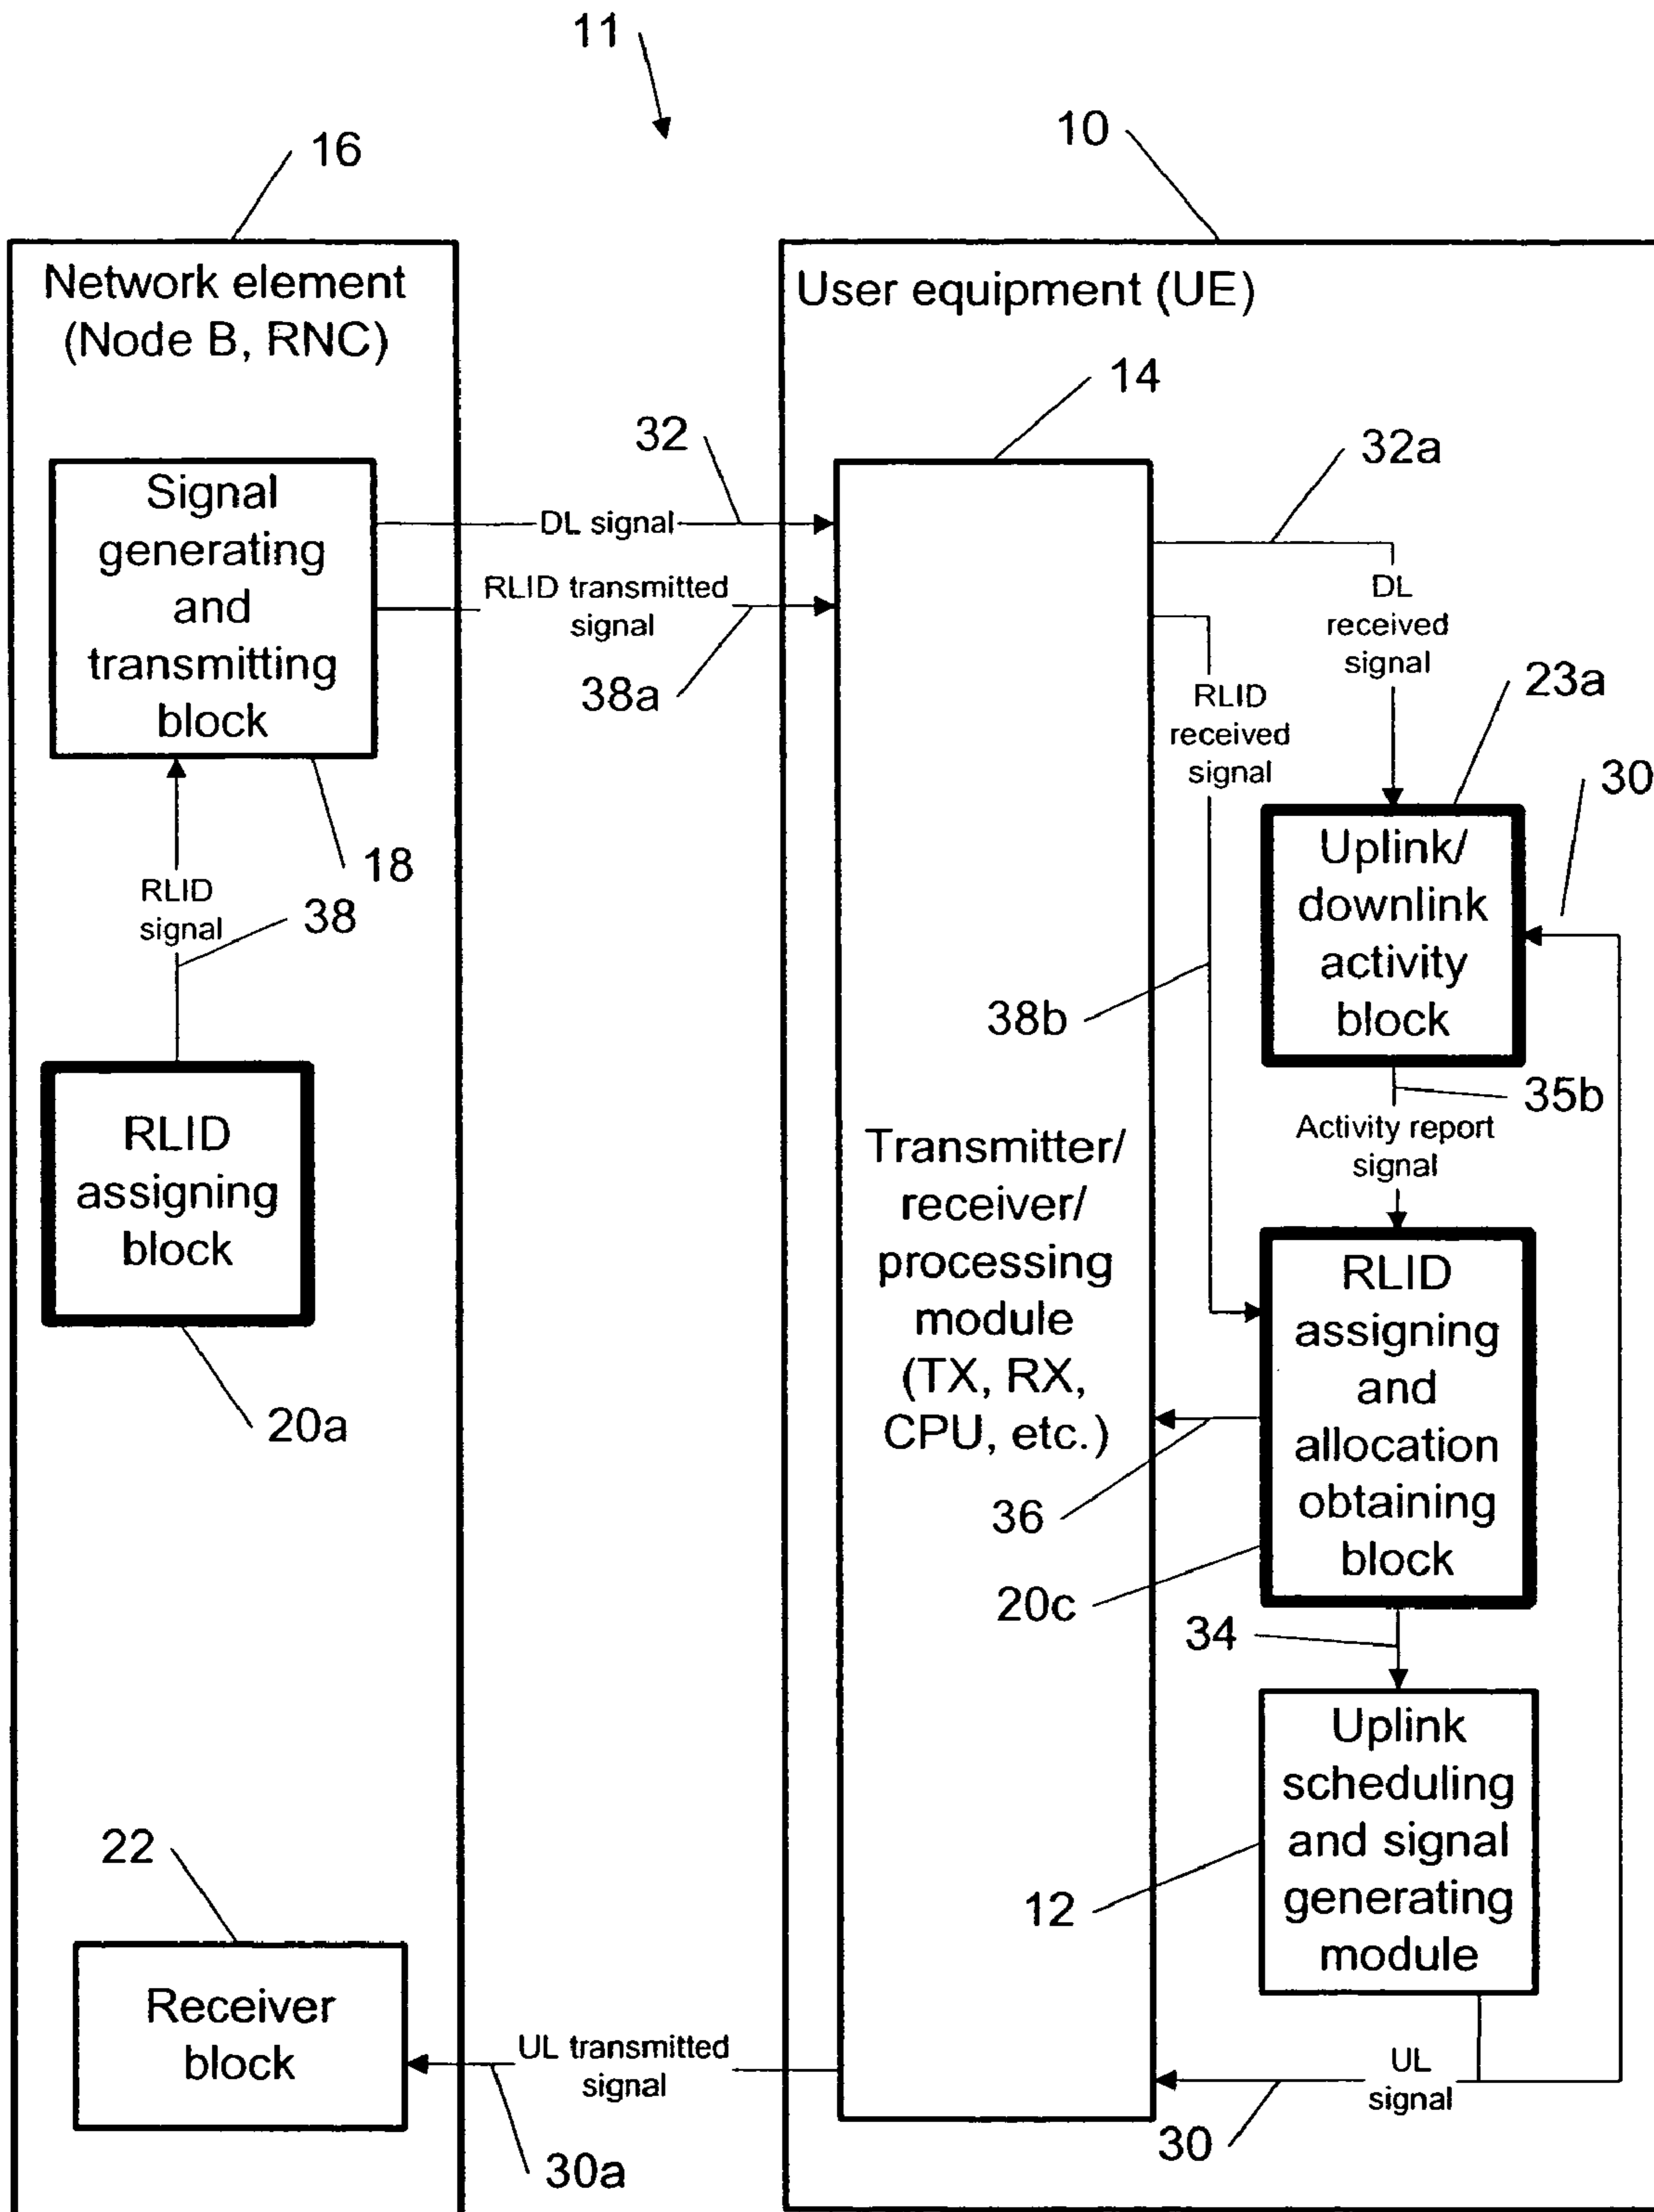 11
16
10
Network element
(Node B, RNC)
User equipment (UE)
14
32
32a
Signal
generating
and
transmitting
block
DL signal
RLID transmitted
signal
38a
DL
received
signal
RLID
received
signal
23a
30
18
RLID
signal
38
Uplink/
downlink
activity
block
38b
35b
Activity report
signal
RLID
assigning
block
20a
Transmitter/
receiver/
processing
module
(TX, RX,
CPU, etc.)
RLID
assigning
and
allocation
obtaining
block
36
20c
34
Uplink
scheduling
and signal
generating
module
12
22
Receiver
block
UL transmitted
signal
30a
UL
signal
30